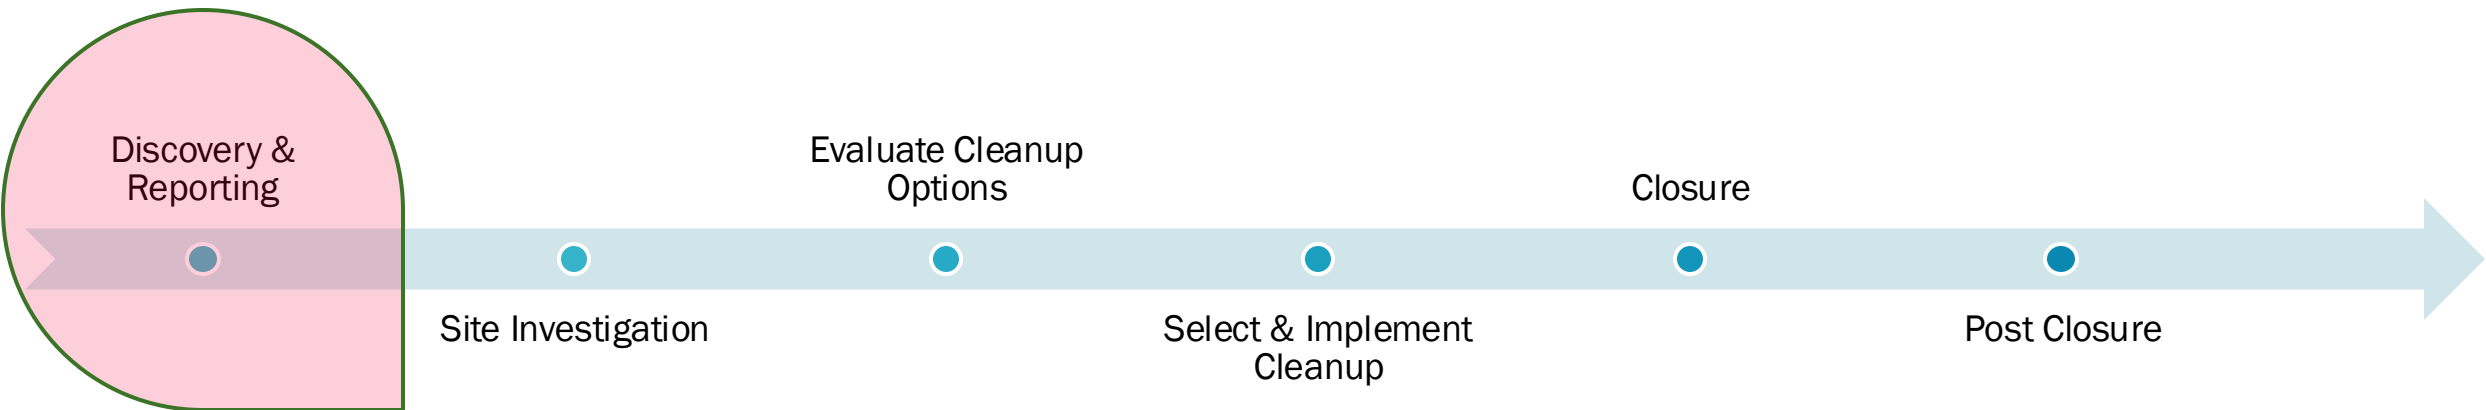 Discovery &
Reporting
Site Investigation
Evaluate Cleanup
Options
Select & Implement
Cleanup
Closure
Post Closure